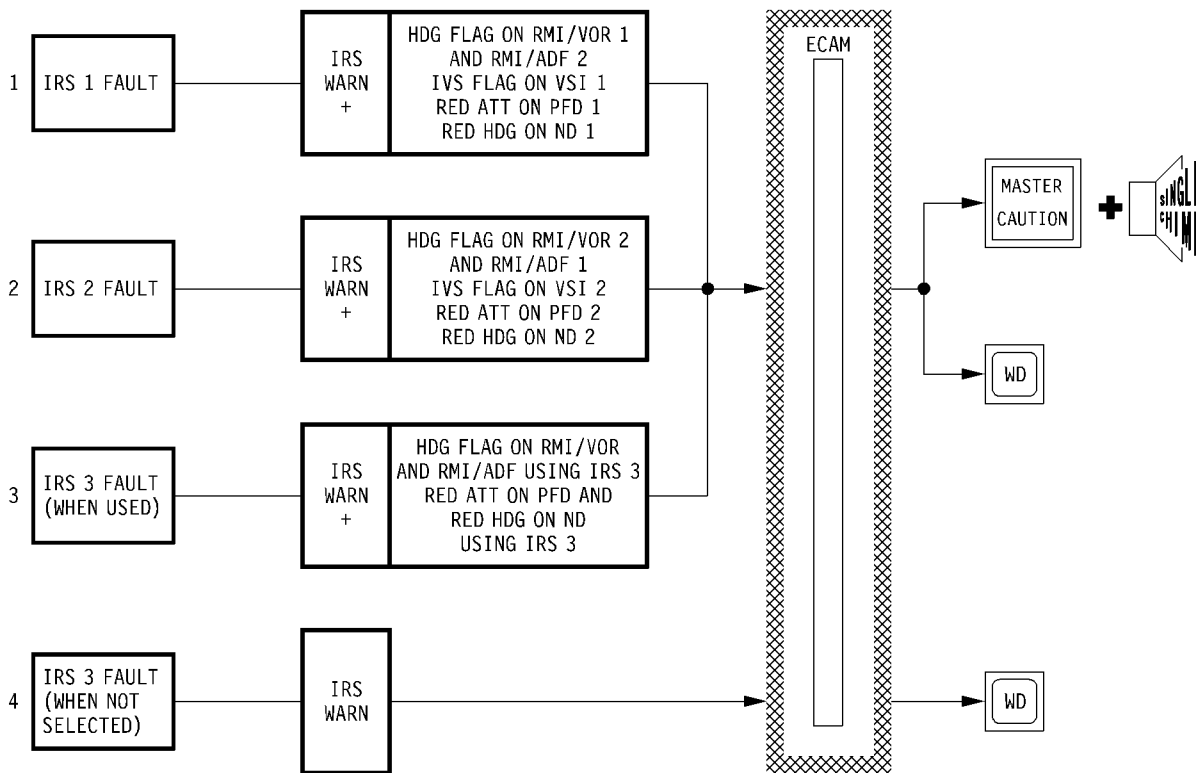 ECAM
1
IRS 1 FAULT
IRS
WARN
+
HDG FLAG ON RMI/VOR 1
AND RMI/ADF 2
IVS FLAG ON VSI 1
RED ATT ON PFD 1
RED HDG ON ND 1
MASTER
CAUTION
+
SINGLE
CHIME
2
IRS 2 FAULT
IRS
WARN
+
HDG FLAG ON RMI/VOR 2
AND RMI/ADF 1
IVS FLAG ON VSI 2
RED ATT ON PFD 2
RED HDG ON ND 2
WD
3
IRS 3 FAULT
(WHEN USED)
IRS
WARN
+
HDG FLAG ON RMI/VOR
AND RMI/ADF USING IRS 3
RED ATT ON PFD AND
RED HDG ON ND
USING IRS 3
4
IRS 3 FAULT
(WHEN NOT
SELECTED)
IRS
WARN
WD